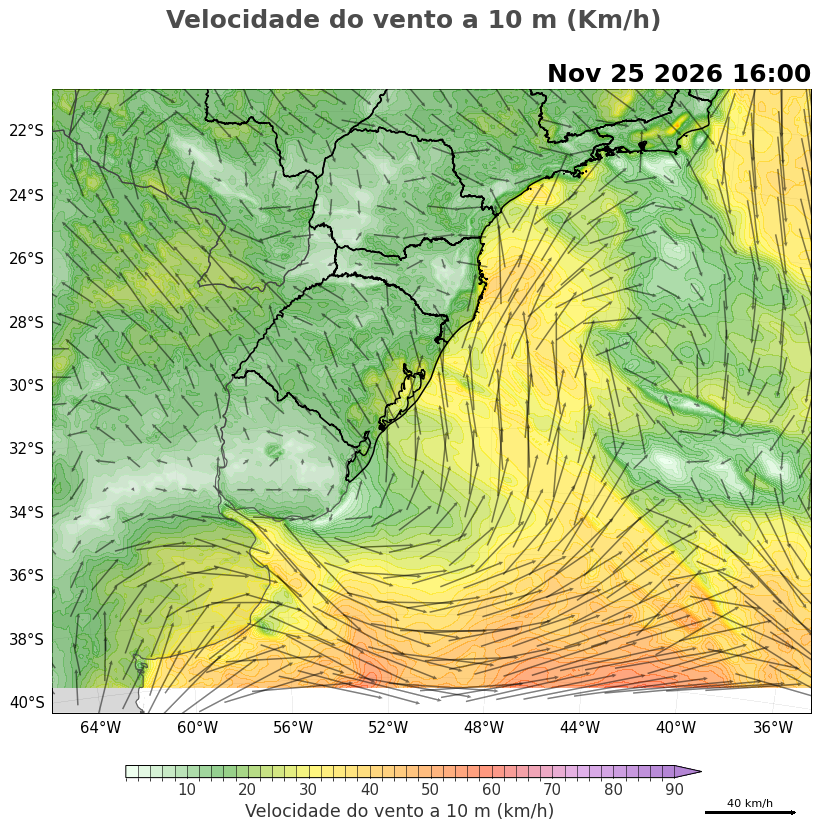 Velocidade do vento a 10 m (Km/h)
Nov 25 2026 16:00
22°S
24°S
26°S
28°S
30°S
32°S
34°S
36°S
38°S
40°S
64°W 60°W 56°W 52°W 48°W 44°W 40°W 36°W
10 20 30 40 50 60 70 80 90
Velocidade do vento a 10 m (km/h)
40 km/h